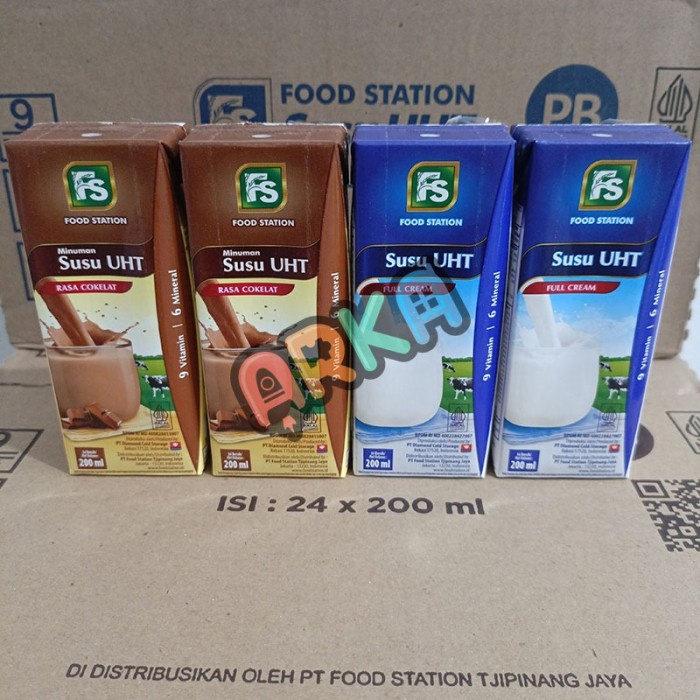 FOOD STATION
PB
9
FS
FOOD STATION
Minuman
Susu UHT
RASA COKELAT
9 Vitamin | 6 Mineral
200 ml
FS
FOOD STATION
Minuman
Susu UHT
RASA COKELAT
9 Vitamin | 6 Mineral
200 ml
FS
FOOD STATION
Susu UHT
FULL CREAM
9 Vitamin | 6 Mineral
200 ml
FS
FOOD STATION
Susu UHT
FULL CREAM
200 ml
ARKA
ISI : 24 x 200 ml
DI DISTRIBUSIKAN OLEH PT FOOD STATION TJIPINANG JAYA